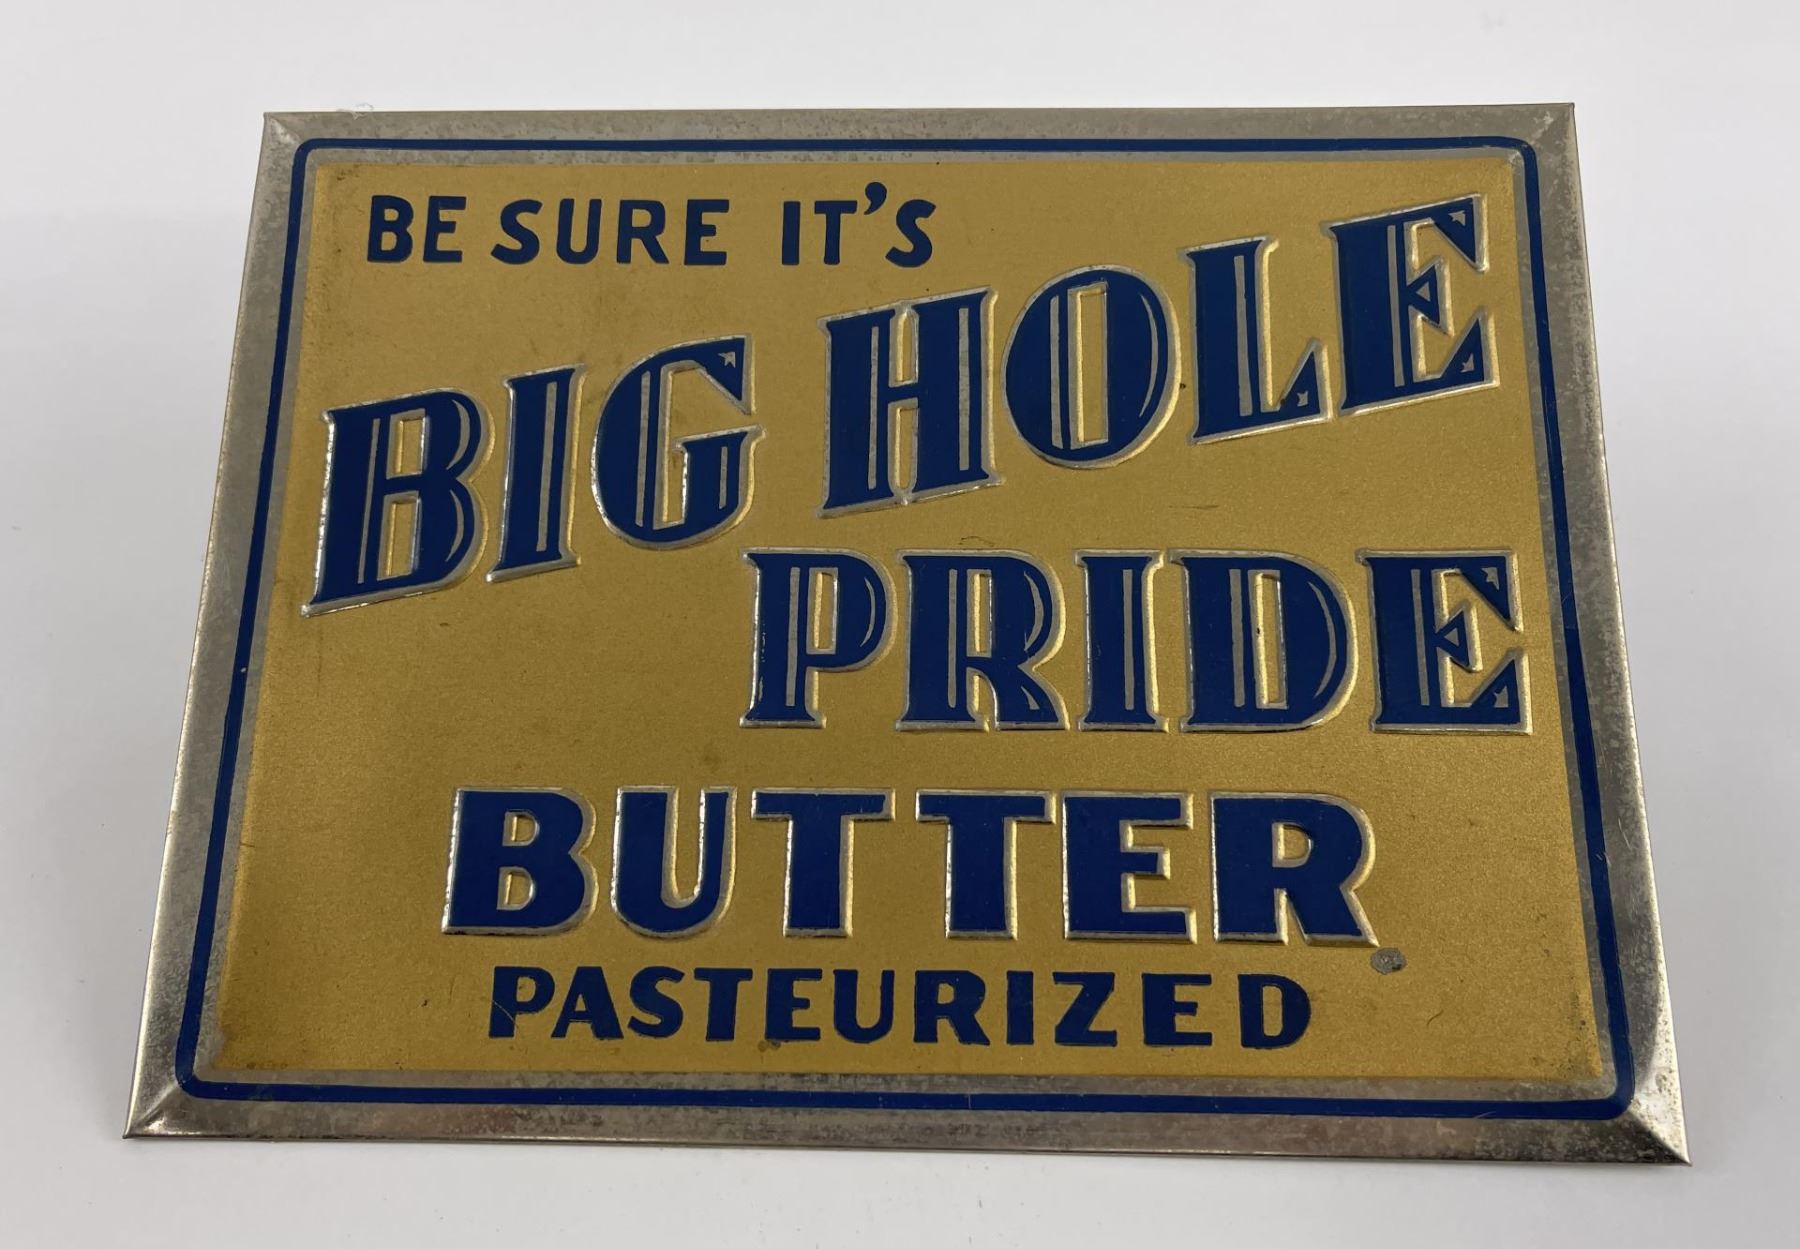 BE SURE IT'S
BIG HOLE
PRIDE
BUTTER
PASTEURIZED